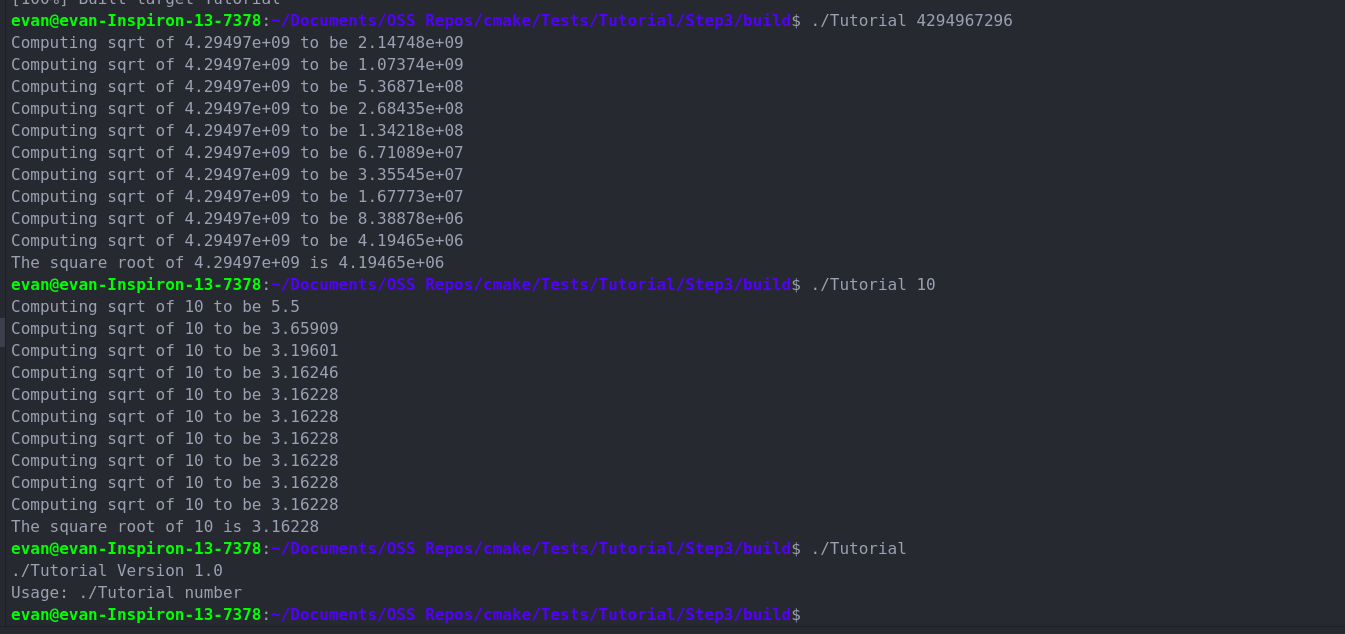 [100%] Built target Tutorial
evan@evan-Inspiron-13-7378:~/Documents/OSS Repos/cmake/Tests/Tutorial/Step3/build$ ./Tutorial 4294967296
Computing sqrt of 4.29497e+09 to be 2.14748e+09
Computing sqrt of 4.29497e+09 to be 1.07374e+09
Computing sqrt of 4.29497e+09 to be 5.36871e+08
Computing sqrt of 4.29497e+09 to be 2.68435e+08
Computing sqrt of 4.29497e+09 to be 1.34218e+08
Computing sqrt of 4.29497e+09 to be 6.71089e+07
Computing sqrt of 4.29497e+09 to be 3.35545e+07
Computing sqrt of 4.29497e+09 to be 1.67773e+07
Computing sqrt of 4.29497e+09 to be 8.38878e+06
Computing sqrt of 4.29497e+09 to be 4.19465e+06
The square root of 4.29497e+09 is 4.19465e+06
evan@evan-Inspiron-13-7378:~/Documents/OSS Repos/cmake/Tests/Tutorial/Step3/build$ ./Tutorial 10
Computing sqrt of 10 to be 5.5
Computing sqrt of 10 to be 3.65909
Computing sqrt of 10 to be 3.19601
Computing sqrt of 10 to be 3.16246
Computing sqrt of 10 to be 3.16228
Computing sqrt of 10 to be 3.16228
Computing sqrt of 10 to be 3.16228
Computing sqrt of 10 to be 3.16228
Computing sqrt of 10 to be 3.16228
Computing sqrt of 10 to be 3.16228
The square root of 10 is 3.16228
evan@evan-Inspiron-13-7378:~/Documents/OSS Repos/cmake/Tests/Tutorial/Step3/build$ ./Tutorial
./Tutorial Version 1.0
Usage: ./Tutorial number
evan@evan-Inspiron-13-7378:~/Documents/OSS Repos/cmake/Tests/Tutorial/Step3/build$